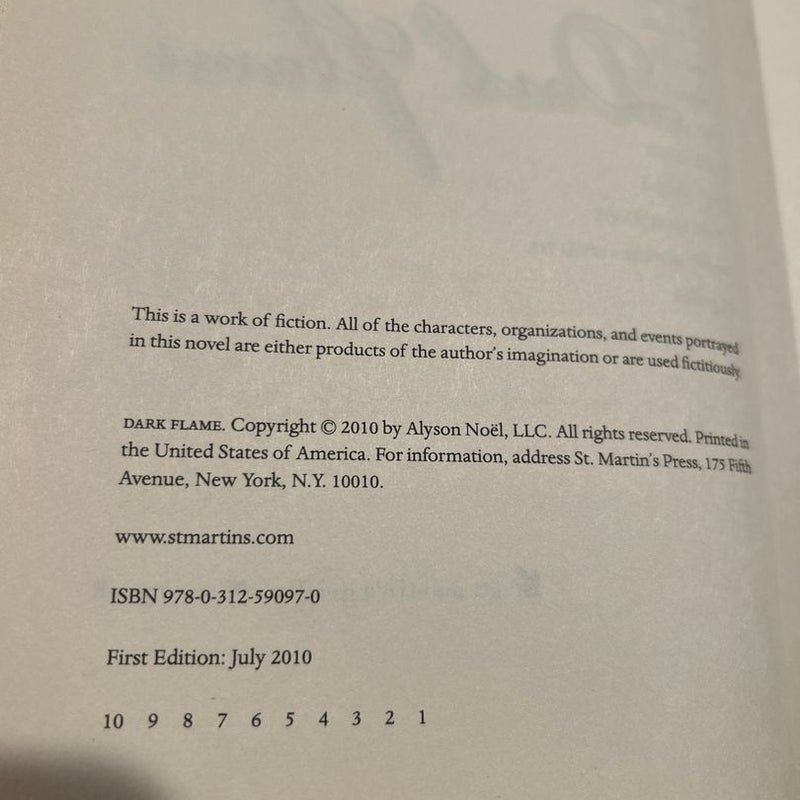 This is a work of fiction. All of the characters, organizations, and events portrayed
in this novel are either products of the author's imagination or are used fictitiously
DARK FLAME. Copyright © 2010 by Alyson Noël, LLC. All rights reserved. Printed in
the United States of America. For information, address St. Martin's Press, 175 Fifth
Avenue, New York, N.Y. 10010.
www.stmartins.com
ISBN 978-0-312-59097-0
First Edition: July 2010
10 9 8 7 6 5 4 3 2 1